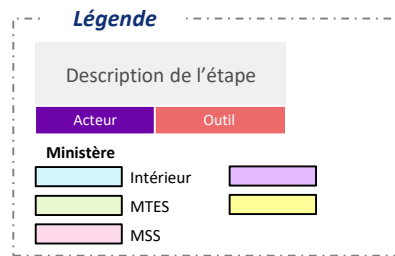 Légende
Description de l’étape
Acteur Outil
Ministère
Intérieur
MTES
MSS